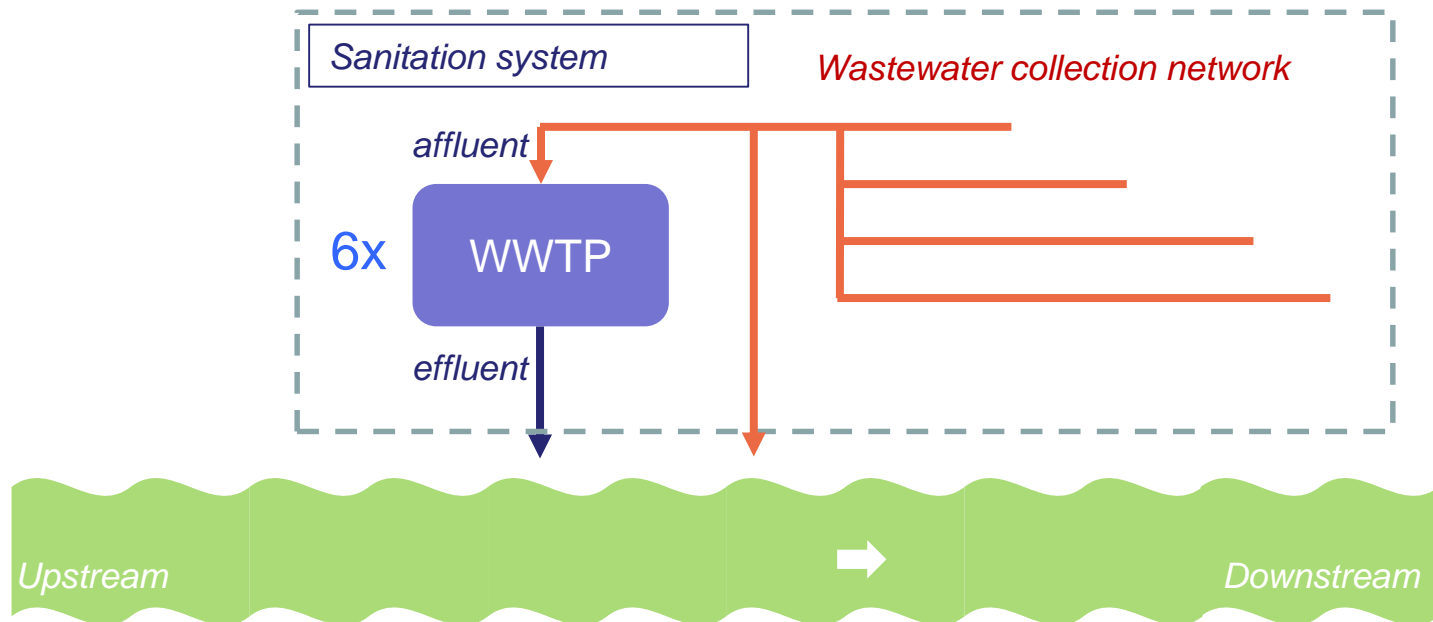 Sanitation system
Wastewater collection network
affluent
6x
WWTP
effluent
Upstream
Downstream